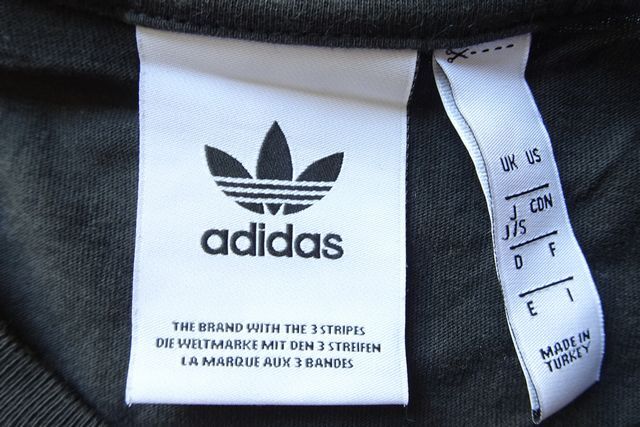 adidas
THE BRAND WITH THE 3 STRIPES
DIE WELTMARKE MIT DEN 3 STREIFEN
LA MARQUE AUX 3 BANDES
UK US
J CDN
J/S
D F
E I
MADE IN
TURKEY